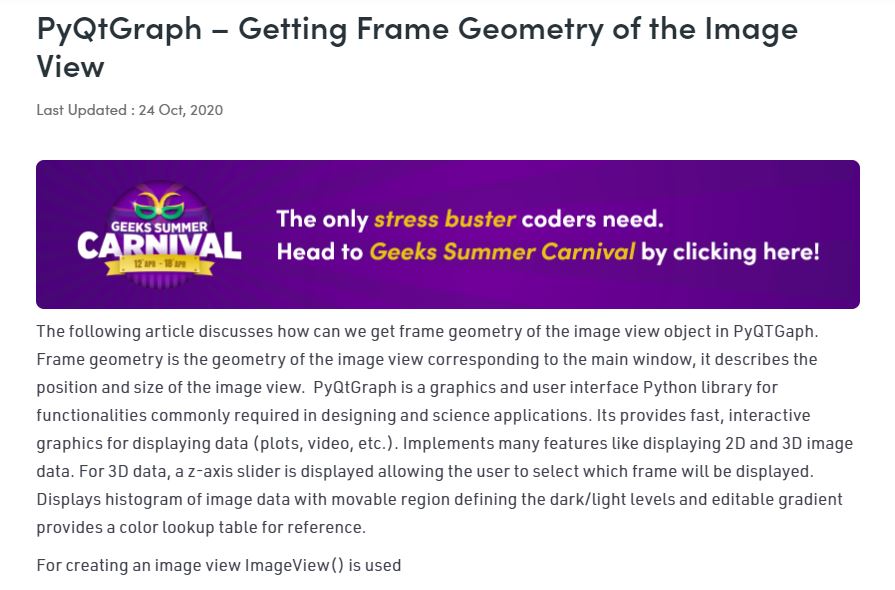 PyQtGraph – Getting Frame Geometry of the Image
View
Last Updated : 24 Oct, 2020
GEEKS SUMMER
CARNIVAL
12 APR - 18 APR
The only stress buster coders need.
Head to Geeks Summer Carnival by clicking here!
The following article discusses how can we get frame geometry of the image view object in PyQTGaph.
Frame geometry is the geometry of the image view corresponding to the main window, it describes the
position and size of the image view.  PyQtGraph is a graphics and user interface Python library for
functionalities commonly required in designing and science applications. Its provides fast, interactive
graphics for displaying data (plots, video, etc.). Implements many features like displaying 2D and 3D image
data. For 3D data, a z-axis slider is displayed allowing the user to select which frame will be displayed.
Displays histogram of image data with movable region defining the dark/light levels and editable gradient
provides a color lookup table for reference.
For creating an image view ImageView() is used